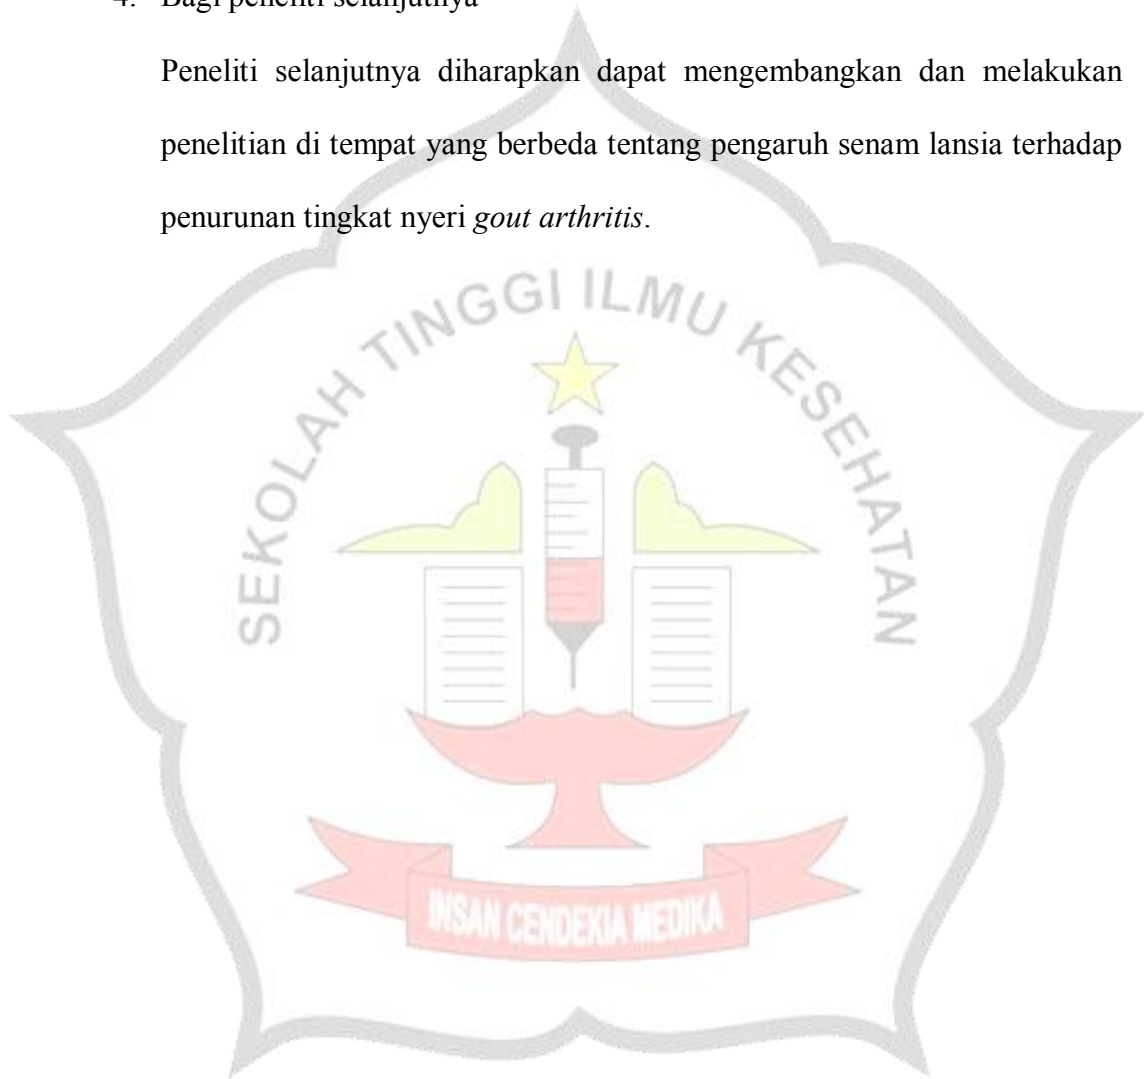 4. Bagi peneliti selanjutnya
Peneliti selanjutnya diharapkan dapat mengembangkan dan melakukan
penelitian di tempat yang berbeda tentang pengaruh senam lansia terhadap
penurunan tingkat nyeri gout arthritis.
SEKOLAH TINGGI ILMU KESEHATAN
INSAN CENDEKIA MEDIKA